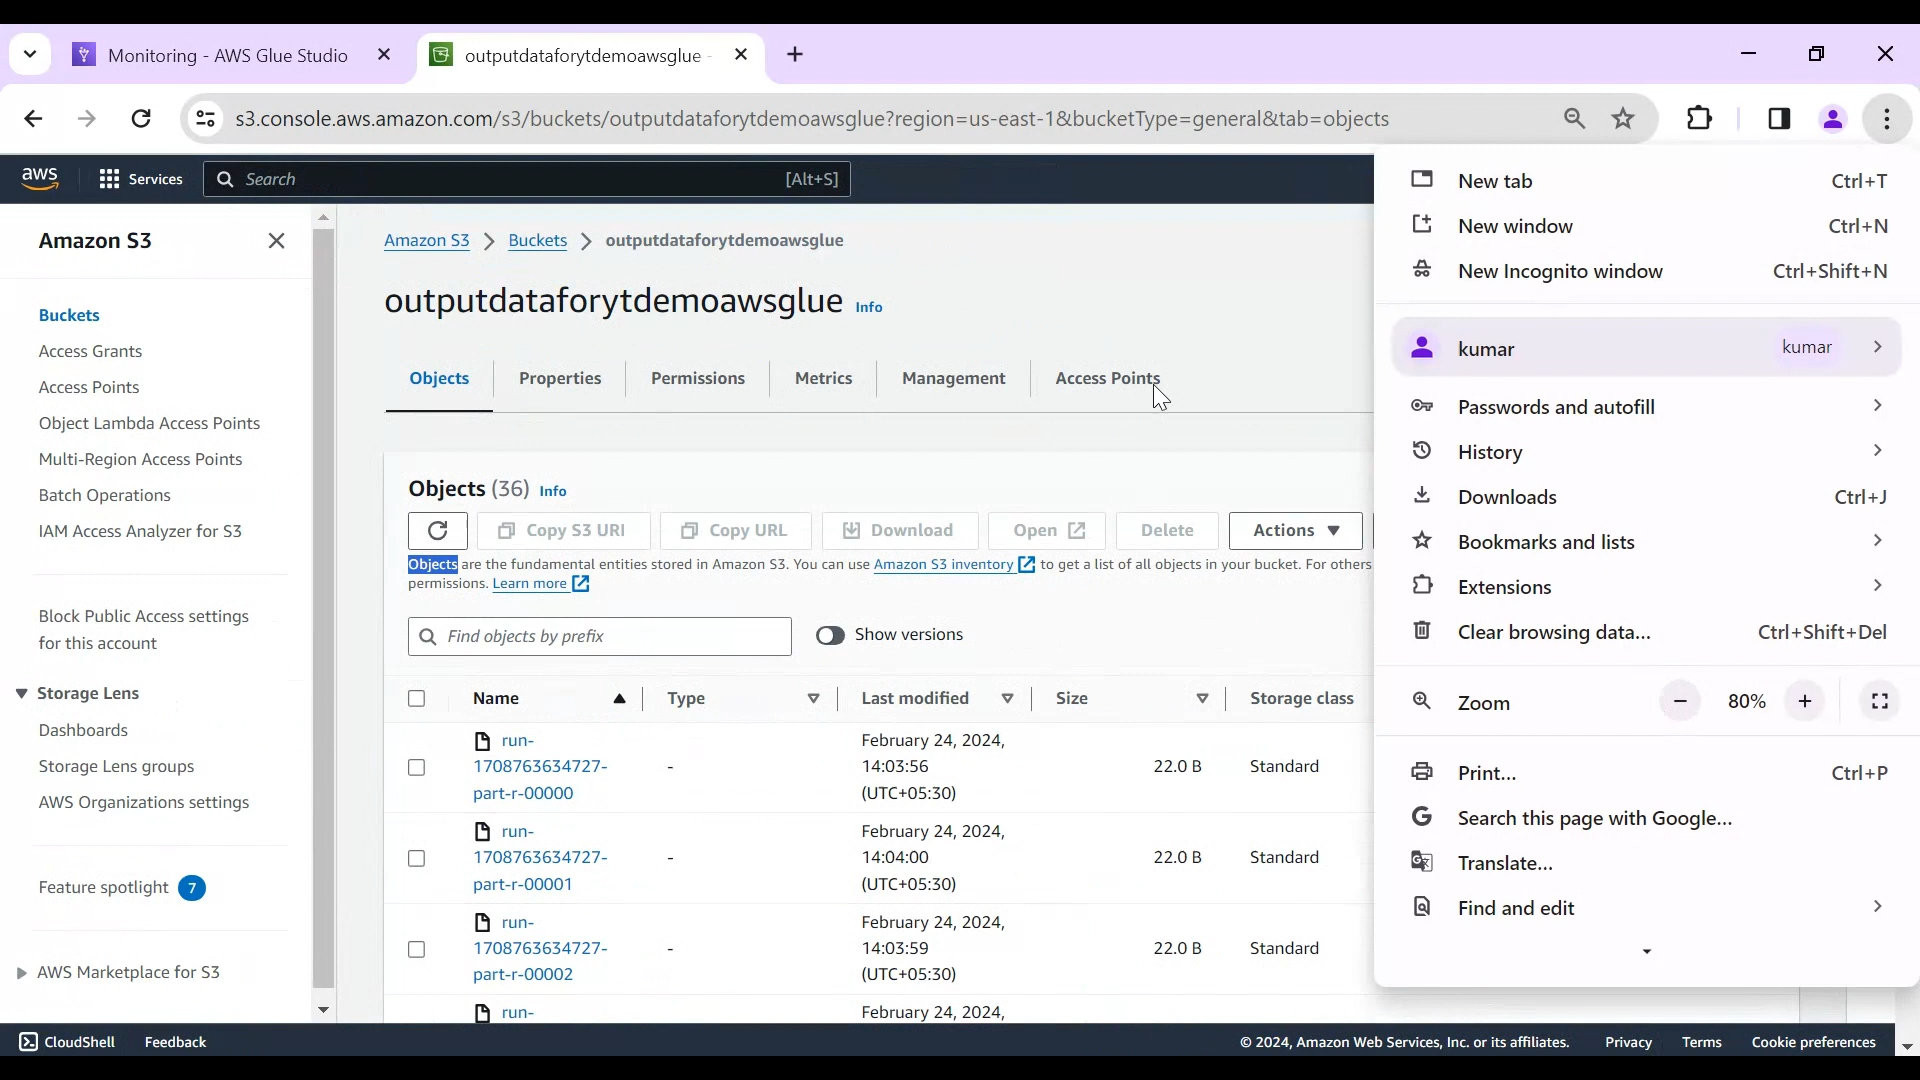 Monitoring - AWS Glue Studio
outputdataforytdemoawsglue -
s3.console.aws.amazon.com/s3/buckets/outputdataforytdemoawsglue?region=us-east-1&bucketType=general&tab=objects
aws
Services
Search
[Alt+S]
Amazon S3
Buckets
Access Grants
Access Points
Object Lambda Access Points
Multi-Region Access Points
Batch Operations
IAM Access Analyzer for S3
Block Public Access settings
for this account
Storage Lens
Dashboards
Storage Lens groups
AWS Organizations settings
Feature spotlight 7
AWS Marketplace for S3
Amazon S3 > Buckets > outputdataforytdemoawsglue
outputdataforytdemoawsglue Info
Objects Properties Permissions Metrics Management Access Points
Objects (36) Info
Copy S3 URI Copy URL Download Open Delete Actions
Objects are the fundamental entities stored in Amazon S3. You can use Amazon S3 inventory to get a list of all objects in your bucket. For others
permissions. Learn more
Find objects by prefix
Show versions
Name Type Last modified Size Storage class
run-
1708763634727-
part-r-00000
-
February 24, 2024,
14:03:56
(UTC+05:30)
22.0 B
Standard
run-
1708763634727-
part-r-00001
-
February 24, 2024,
14:04:00
(UTC+05:30)
22.0 B
Standard
run-
1708763634727-
part-r-00002
-
February 24, 2024,
14:03:59
(UTC+05:30)
22.0 B
Standard
run-
February 24, 2024,
New tab Ctrl+T
New window Ctrl+N
New Incognito window Ctrl+Shift+N
kumar kumar
Passwords and autofill
History
Downloads Ctrl+J
Bookmarks and lists
Extensions
Clear browsing data... Ctrl+Shift+Del
Zoom - 80% +
Print... Ctrl+P
Search this page with Google...
Translate...
Find and edit
CloudShell Feedback
© 2024, Amazon Web Services, Inc. or its affiliates. Privacy Terms Cookie preferences